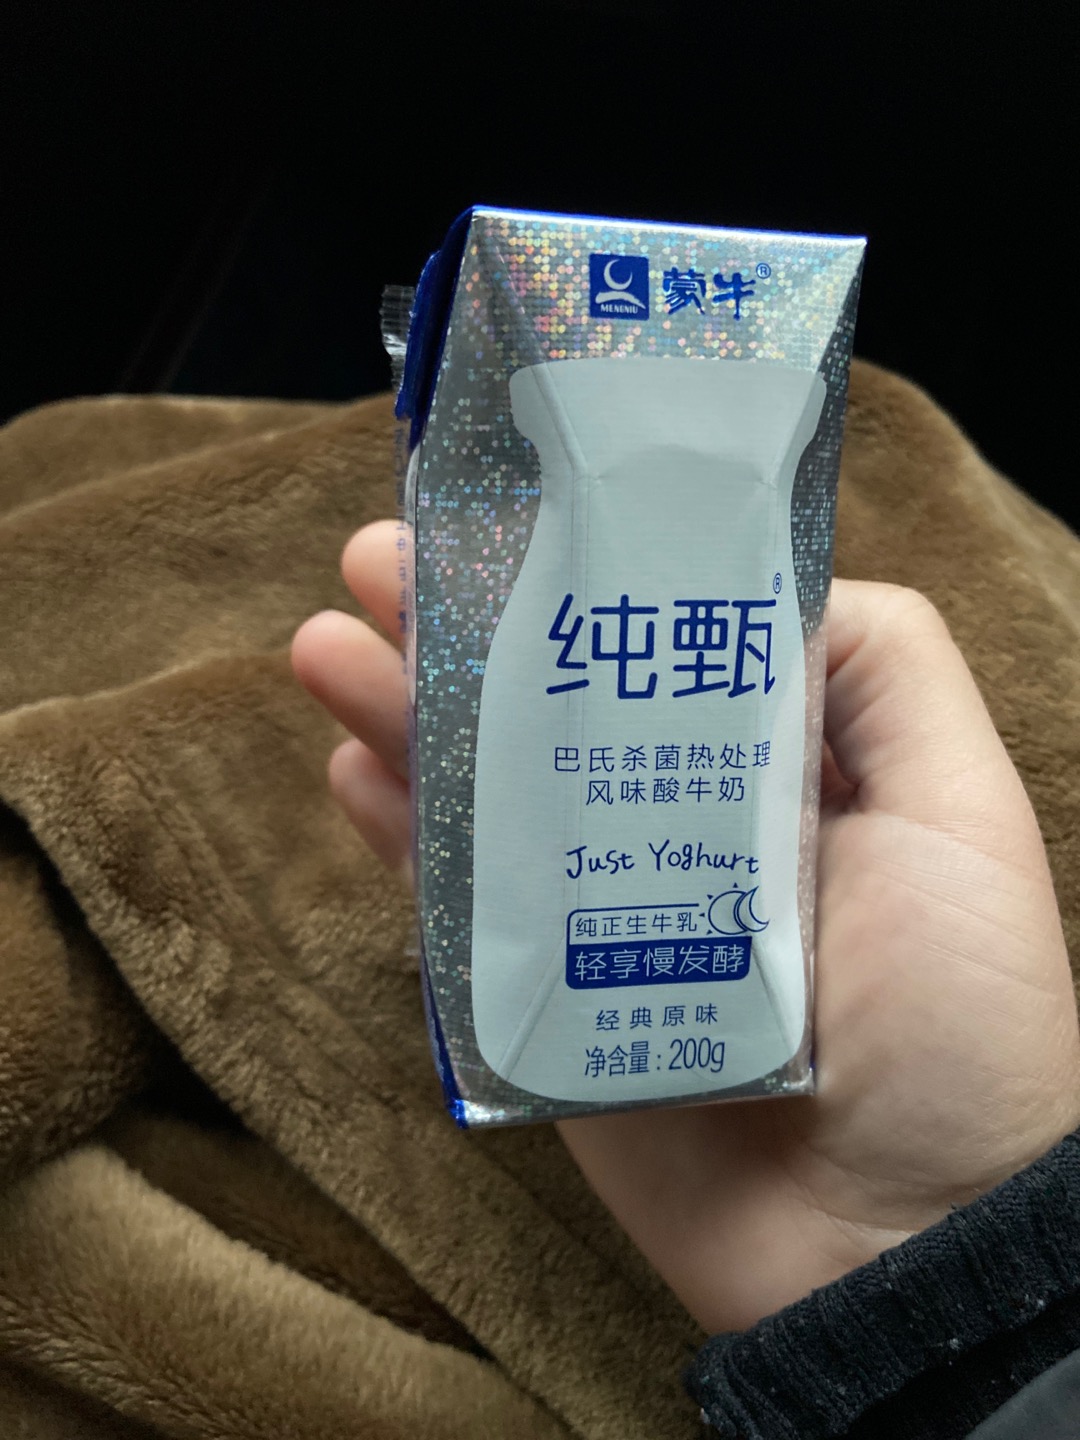 MENGNIU 蒙牛®
纯甄®
巴氏杀菌热处理
风味酸牛奶
Just Yoghurt
纯正生牛乳
轻享慢发酵
经典原味
净含量：200g